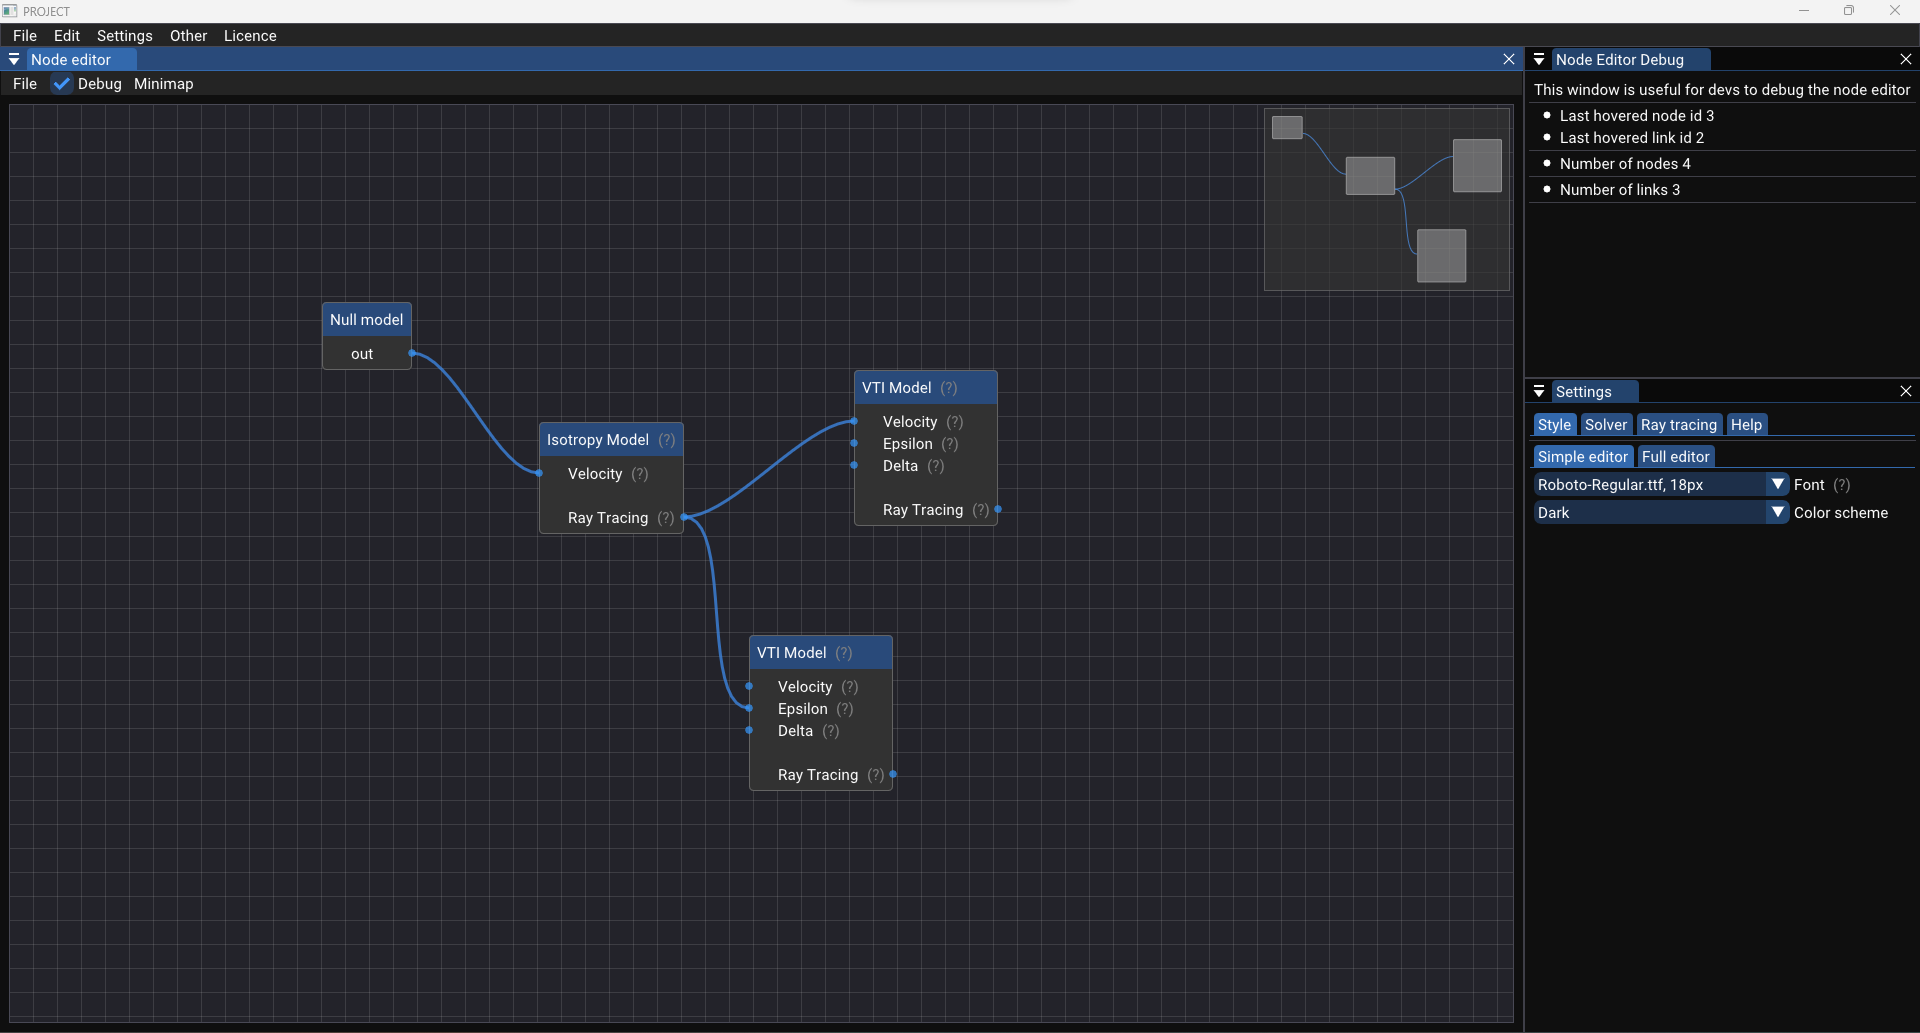 PROJECT
File Edit Settings Other Licence
Node editor
File Debug Minimap
Null model
out
Isotropy Model (?)
Velocity (?)
Ray Tracing (?)
VTI Model (?)
Velocity (?)
Epsilon (?)
Delta (?)
Ray Tracing (?)
VTI Model (?)
Velocity (?)
Epsilon (?)
Delta (?)
Ray Tracing (?)
Node Editor Debug
This window is useful for devs to debug the node editor
Last hovered node id 3
Last hovered link id 2
Number of nodes 4
Number of links 3
Settings
Style Solver Ray tracing Help
Simple editor Full editor
Roboto-Regular.ttf, 18px Font (?)
Dark Color scheme